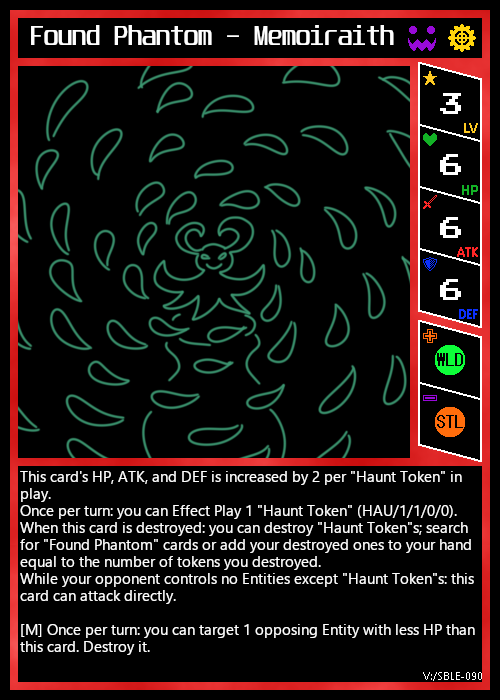 Found Phantom - Memoiraith
3
LV
6
HP
6
ATK
6
DEF
WLD
STL
This card's HP, ATK, and DEF is increased by 2 per "Haunt Token" in
play.
Once per turn: you can Effect Play 1 "Haunt Token" (HAU/1/1/0/0).
When this card is destroyed: you can destroy "Haunt Token"s; search
for "Found Phantom" cards or add your destroyed ones to your hand
equal to the number of tokens you destroyed.
While your opponent controls no Entities except "Haunt Token"s: this
card can attack directly.
[M] Once per turn: you can target 1 opposing Entity with less HP than
this card. Destroy it.
V:/SBLE-090